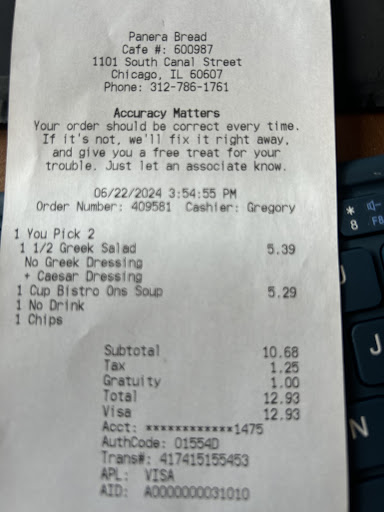 Panera Bread
Cafe #: 600987
1101 South Canal Street
Chicago, IL 60607
Phone: 312-786-1761
Accuracy Matters
Your order should be correct every time.
If it's not, we'll fix it right away,
and give you a free treat for your
trouble. Just let an associate know.
06/22/2024 3:54:55 PM
Order Number: 409581 Cashier: Gregory
1 You Pick 2
1 1/2 Greek Salad 5.39
No Greek Dressing
+ Caesar Dressing
1 Cup Bistro Ons Soup 5.29
1 No Drink
1 Chips
Subtotal 10.68
Tax 1.25
Gratuity 1.00
Total 12.93
Visa 12.93
Acct: ************1475
AuthCode: 01554D
Trans#: 417415155453
APL: VISA
AID: A0000000031010
*
8
F8
J
N